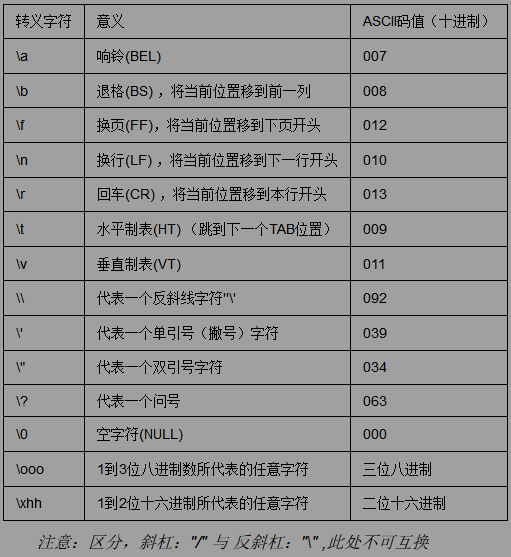 转义字符 意义 ASCII码值（十进制）
\a 响铃(BEL) 007
\b 退格(BS) ，将当前位置移到前一列 008
\f 换页(FF)，将当前位置移到下页开头 012
\n 换行(LF) ，将当前位置移到下一行开头 010
\r 回车(CR) ，将当前位置移到本行开头 013
\t 水平制表(HT) （跳到下一个TAB位置） 009
\v 垂直制表(VT) 011
\\ 代表一个反斜线字符''\' 092
\' 代表一个单引号（撇号）字符 039
\" 代表一个双引号字符 034
\? 代表一个问号 063
\0 空字符(NULL) 000
\ooo 1到3位八进制数所代表的任意字符 三位八进制
\xhh 1到2位十六进制所代表的任意字符 二位十六进制
注意：区分，斜杠："/" 与 反斜杠："\" ,此处不可互换